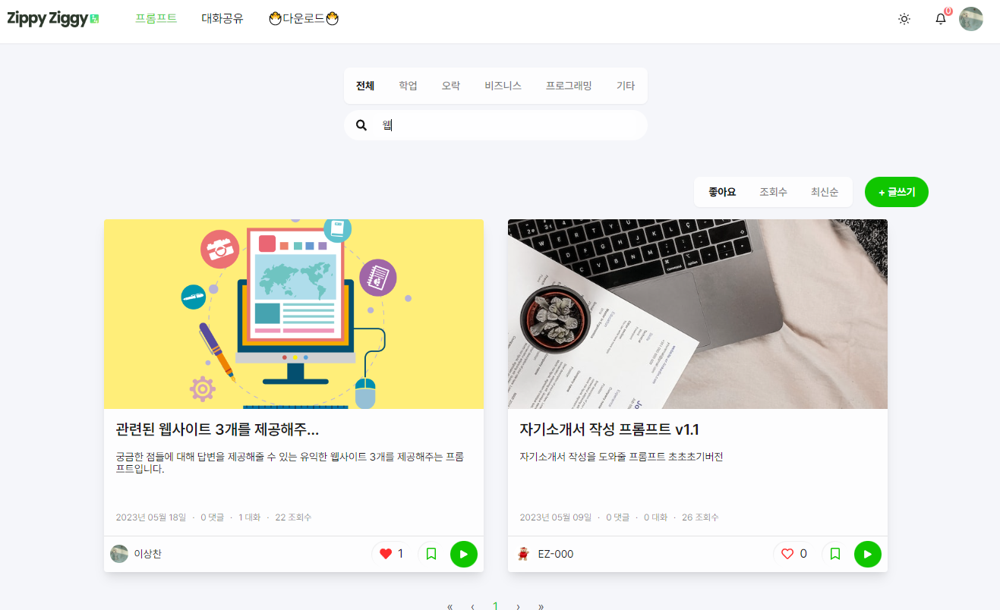 Zippy Ziggy
프롬프트
대화공유
🐣다운로드🐣
0
전체
학업
오락
비즈니스
프로그래밍
기타
웹
좋아요
조회수
최신순
+ 글쓰기
관련된 웹사이트 3개를 제공해주...
궁금한 점들에 대해 답변을 제공해줄 수 있는 유익한 웹사이트 3개를 제공해주는 프롬
프트입니다.
2023년 05월 18일 · 0 댓글 · 1 대화 · 22 조회수
이상찬
1
자기소개서 작성 프롬프트 v1.1
자기소개서 작성을 도와줄 프롬프트 초초초기버전
2023년 05월 09일 · 0 댓글 · 0 대화 · 26 조회수
EZ-000
0
« ‹ 1 › »